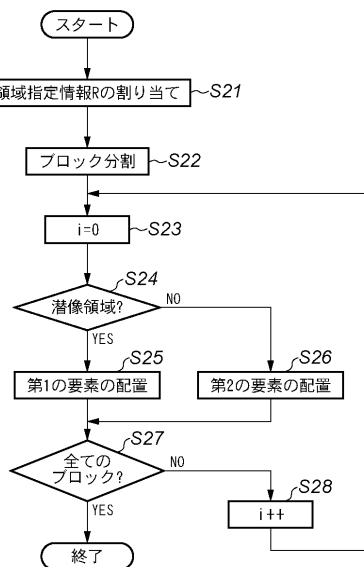 スタート
領域指定情報Rの割り当て
S21
ブロック分割
S22
i=0
S23
S24
潜像領域?
NO
YES
S25
第1の要素の配置
S26
第2の要素の配置
S27
全ての
ブロック?
NO
YES
S28
i++
終了